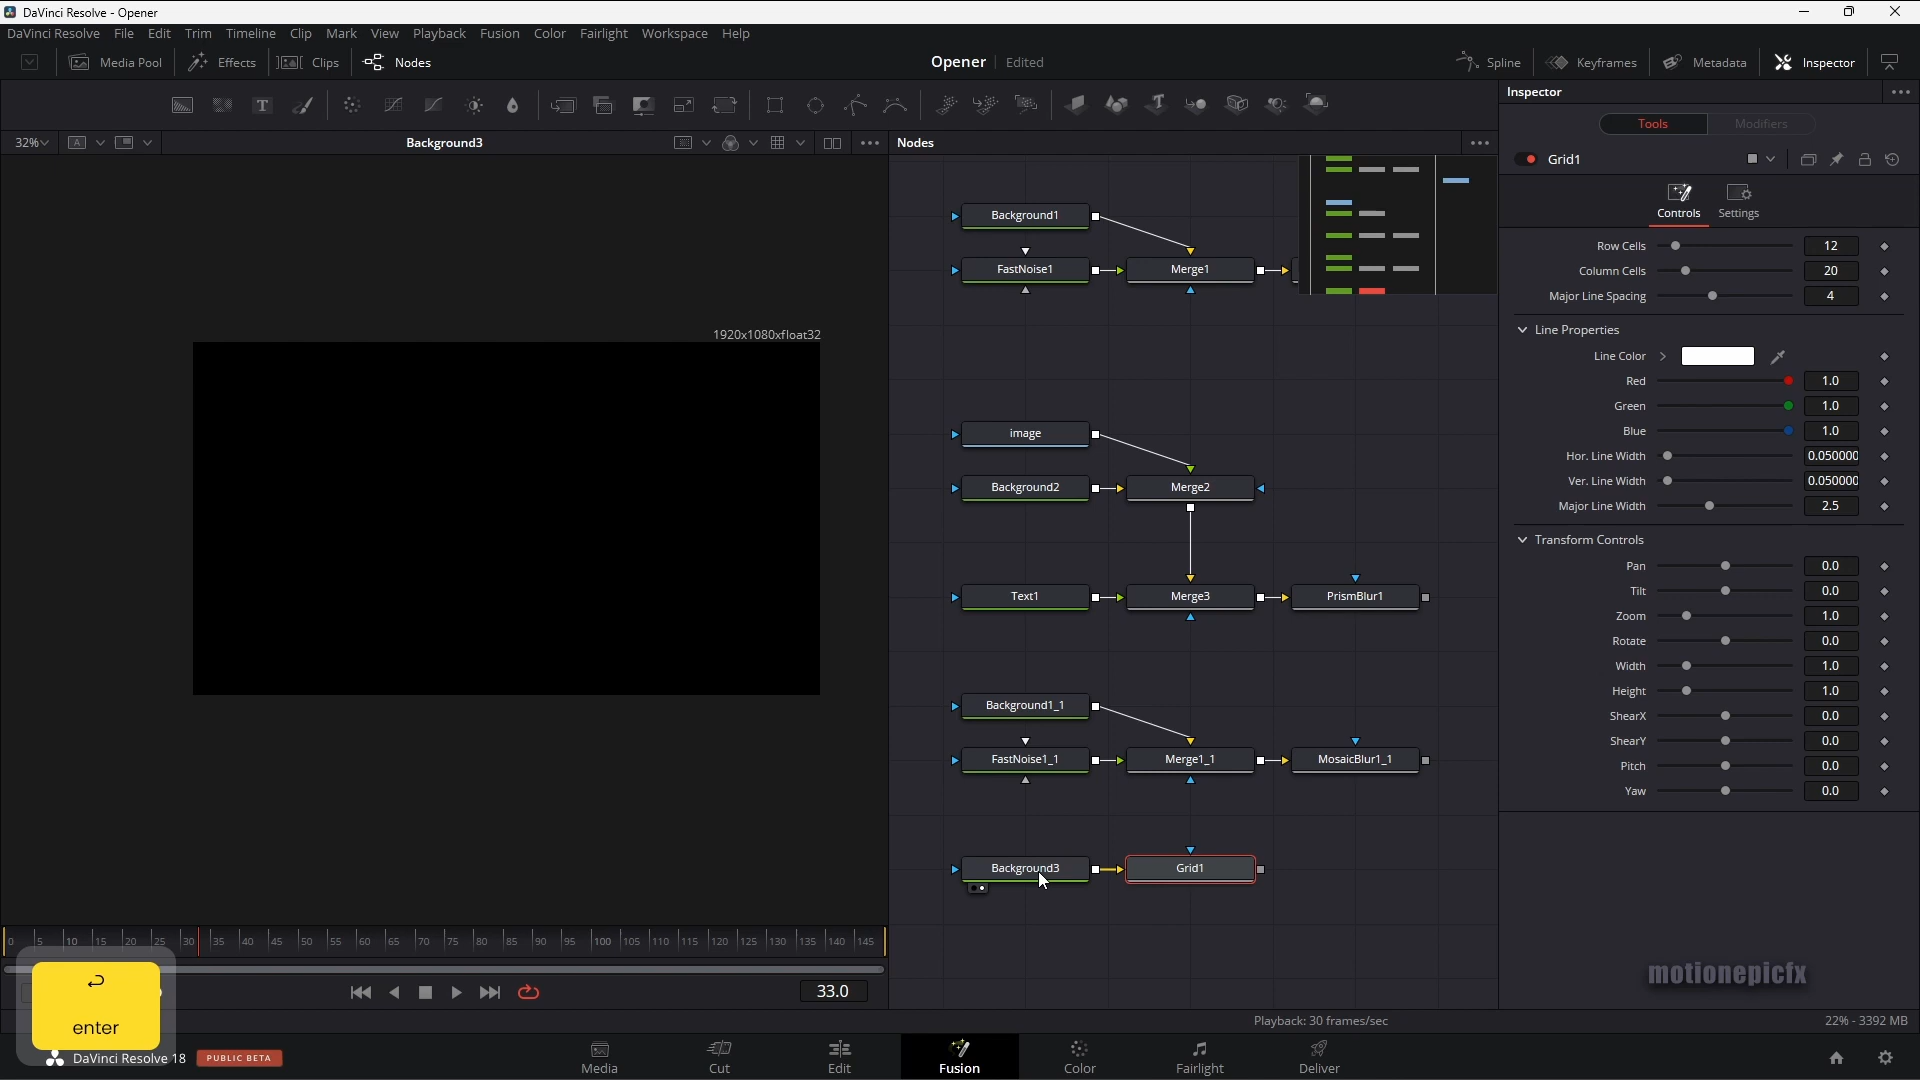 DaVinci Resolve - Opener
DaVinci Resolve File Edit Trim Timeline Clip Mark View Playback Fusion Color Fairlight Workspace Help
Media Pool Effects Clips Nodes Opener Edited Spline Keyframes Metadata Inspector
T T
Inspector
Tools Modifiers
32% A Background3 Nodes
Grid1
Controls Settings
Row Cells 12
Column Cells 20
Major Line Spacing 4
Line Properties
Line Color
Red 1.0
Green 1.0
Blue 1.0
Hor. Line Width 0.050000
Ver. Line Width 0.050000
Major Line Width 2.5
Transform Controls
Pan 0.0
Tilt 0.0
Zoom 1.0
Rotate 0.0
Width 1.0
Height 1.0
ShearX 0.0
ShearY 0.0
Pitch 0.0
Yaw 0.0
1920x1080xfloat32
Background1
FastNoise1 Merge1
image
Background2 Merge2
Text1 Merge3 PrismBlur1
Background1_1
FastNoise1_1 Merge1_1 MosaicBlur1_1
Background3 Grid1
0 5 10 15 20 25 30 35 40 45 50 55 60 65 70 75 80 85 90 95 100 105 110 115 120 125 130 135 140 145
33.0
enter
motionepicfx
Playback: 30 frames/sec 22% - 3392 MB
DaVinci Resolve 18 PUBLIC BETA
Media Cut Edit Fusion Color Fairlight Deliver